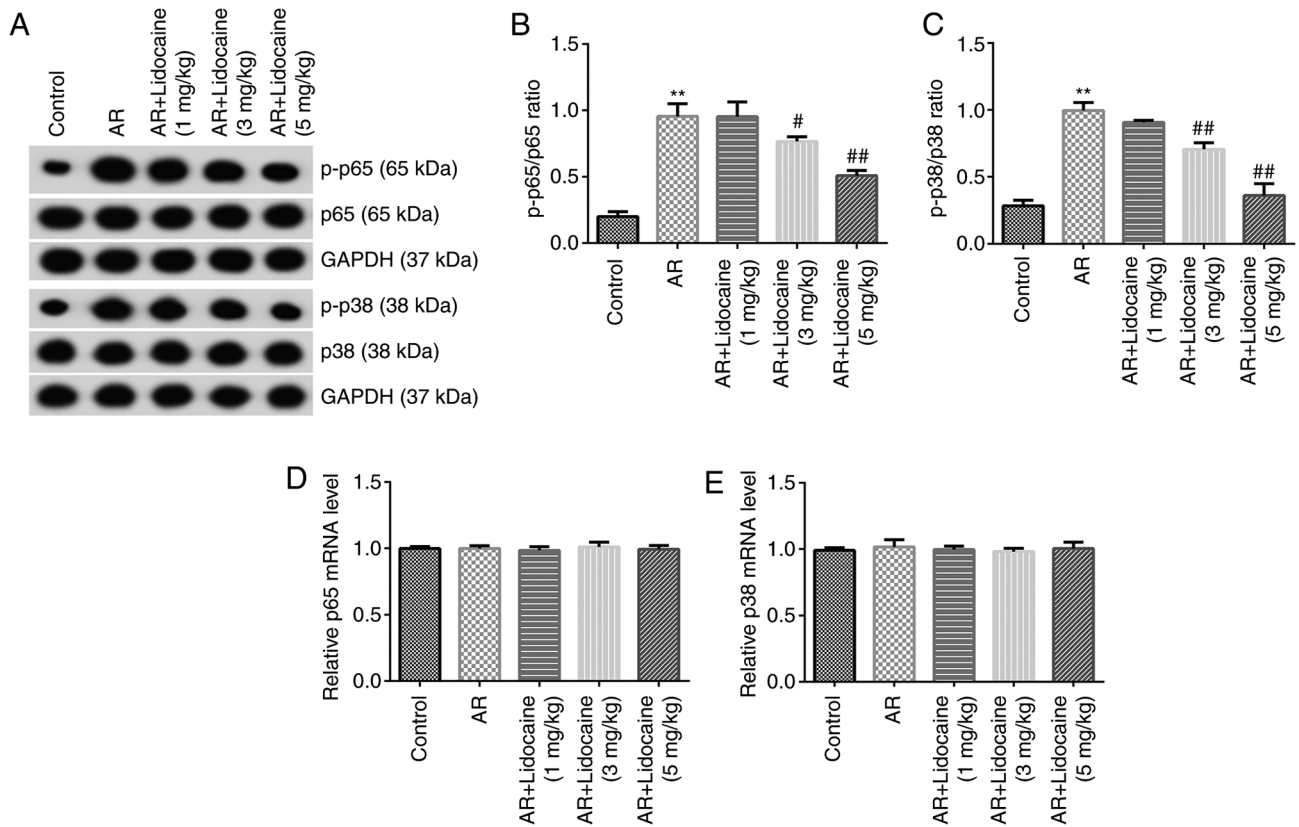 A
Control
AR
AR+Lidocaine
(1 mg/kg)
AR+Lidocaine
(3 mg/kg)
AR+Lidocaine
(5 mg/kg)
p-p65 (65 kDa)
p65 (65 kDa)
GAPDH (37 kDa)
p-p38 (38 kDa)
p38 (38 kDa)
GAPDH (37 kDa)
B
p-p65/p65 ratio
1.5
1.0
0.5
0.0
**
#
##
Control
AR
AR+Lidocaine
(1 mg/kg)
AR+Lidocaine
(3 mg/kg)
AR+Lidocaine
(5 mg/kg)
C
p-p38/p38 ratio
1.5
1.0
0.5
0.0
**
##
##
Control
AR
AR+Lidocaine
(1 mg/kg)
AR+Lidocaine
(3 mg/kg)
AR+Lidocaine
(5 mg/kg)
D
Relative p65 mRNA level
1.5
1.0
0.5
0.0
Control
AR
AR+Lidocaine
(1 mg/kg)
AR+Lidocaine
(3 mg/kg)
AR+Lidocaine
(5 mg/kg)
E
Relative p38 mRNA level
1.5
1.0
0.5
0.0
Control
AR
AR+Lidocaine
(1 mg/kg)
AR+Lidocaine
(3 mg/kg)
AR+Lidocaine
(5 mg/kg)